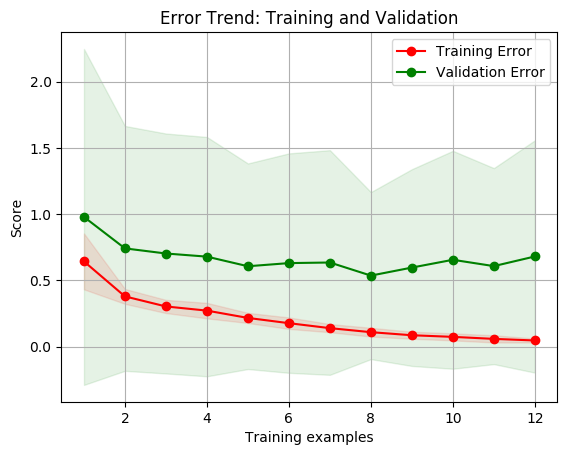 Error Trend: Training and Validation
Training Error
Validation Error
Score
2.0
1.5
1.0
0.5
0.0
2 4 6 8 10 12
Training examples